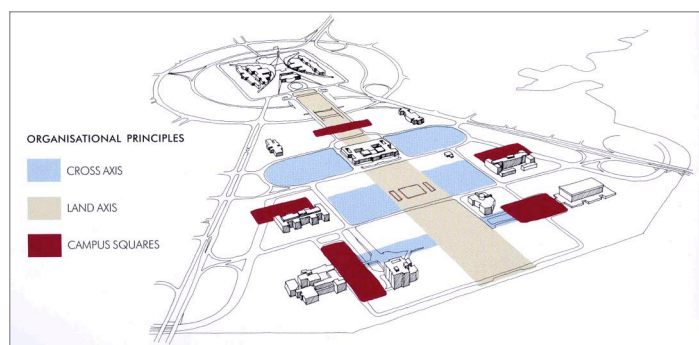 ORGANISATIONAL PRINCIPLES
CROSS AXIS
LAND AXIS
CAMPUS SQUARES